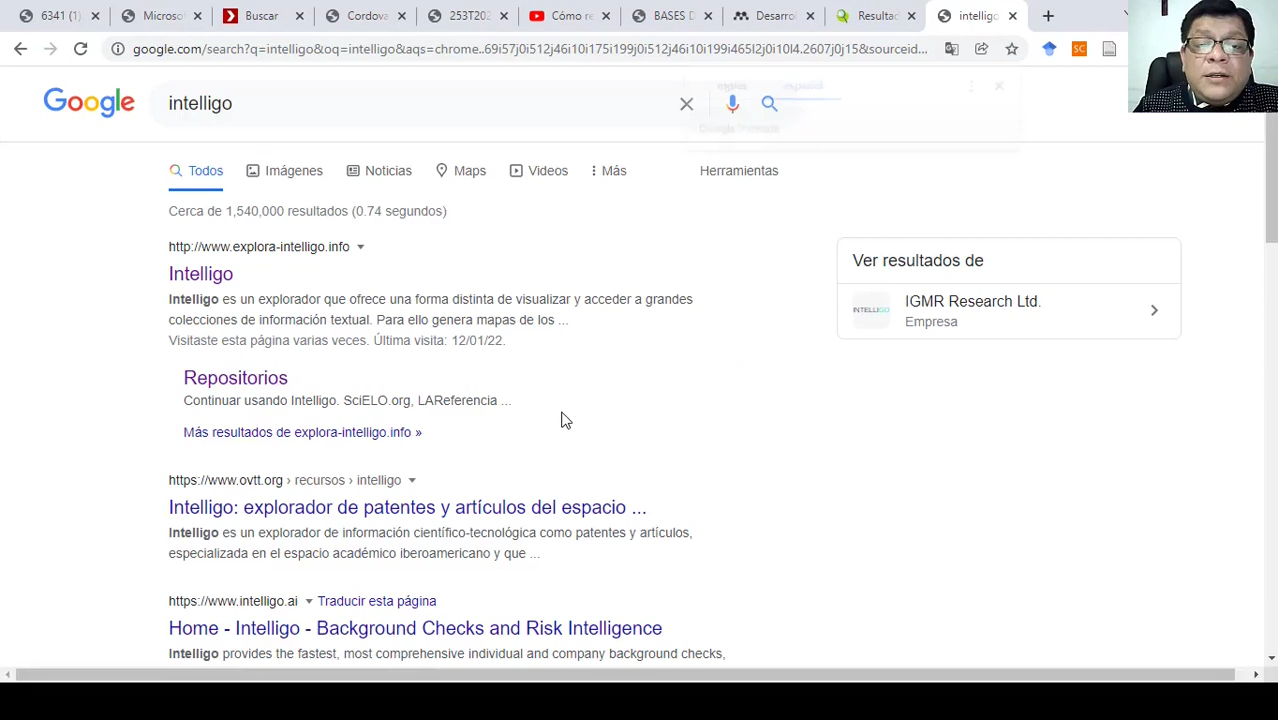 6341 (
Microso
Buscar
Cordova
253T202
Cómo re
BASES D
Desarrol
Resultac
intelligo
google.com/search?q=intelligo&oq=intelligo&aqs=chrome...69i57j0i512j46i10i175i199j0i512j46i10i199i465l2j0i10l4.2607j0j15&sourceid...
SC
Google
intelligo
Google Translate
Todos
Imágenes
Noticias
Maps
Videos
Más
Herramientas
Cerca de 1,540,000 resultados (0.74 segundos)
http://www.explora-intelligo.info
Intelligo
Intelligo es un explorador que ofrece una forma distinta de visualizar y acceder a grandes
colecciones de información textual. Para ello genera mapas de los ...
Visitaste esta página varias veces. Última visita: 12/01/22.
Repositorios
Continuar usando Intelligo. SciELO.org, LAReferencia ...
Más resultados de explora-intelligo.info »
https://www.ovtt.org › recursos › intelligo
Intelligo: explorador de patentes y artículos del espacio ...
Intelligo es un explorador de información científico-tecnológica como patentes y artículos,
especializada en el espacio académico iberoamericano y que ...
https://www.intelligo.ai
Traducir esta página
Home - Intelligo - Background Checks and Risk Intelligence
Intelligo provides the fastest, most comprehensive individual and company background checks,
Ver resultados de
INTELLIGO
IGMR Research Ltd.
Empresa